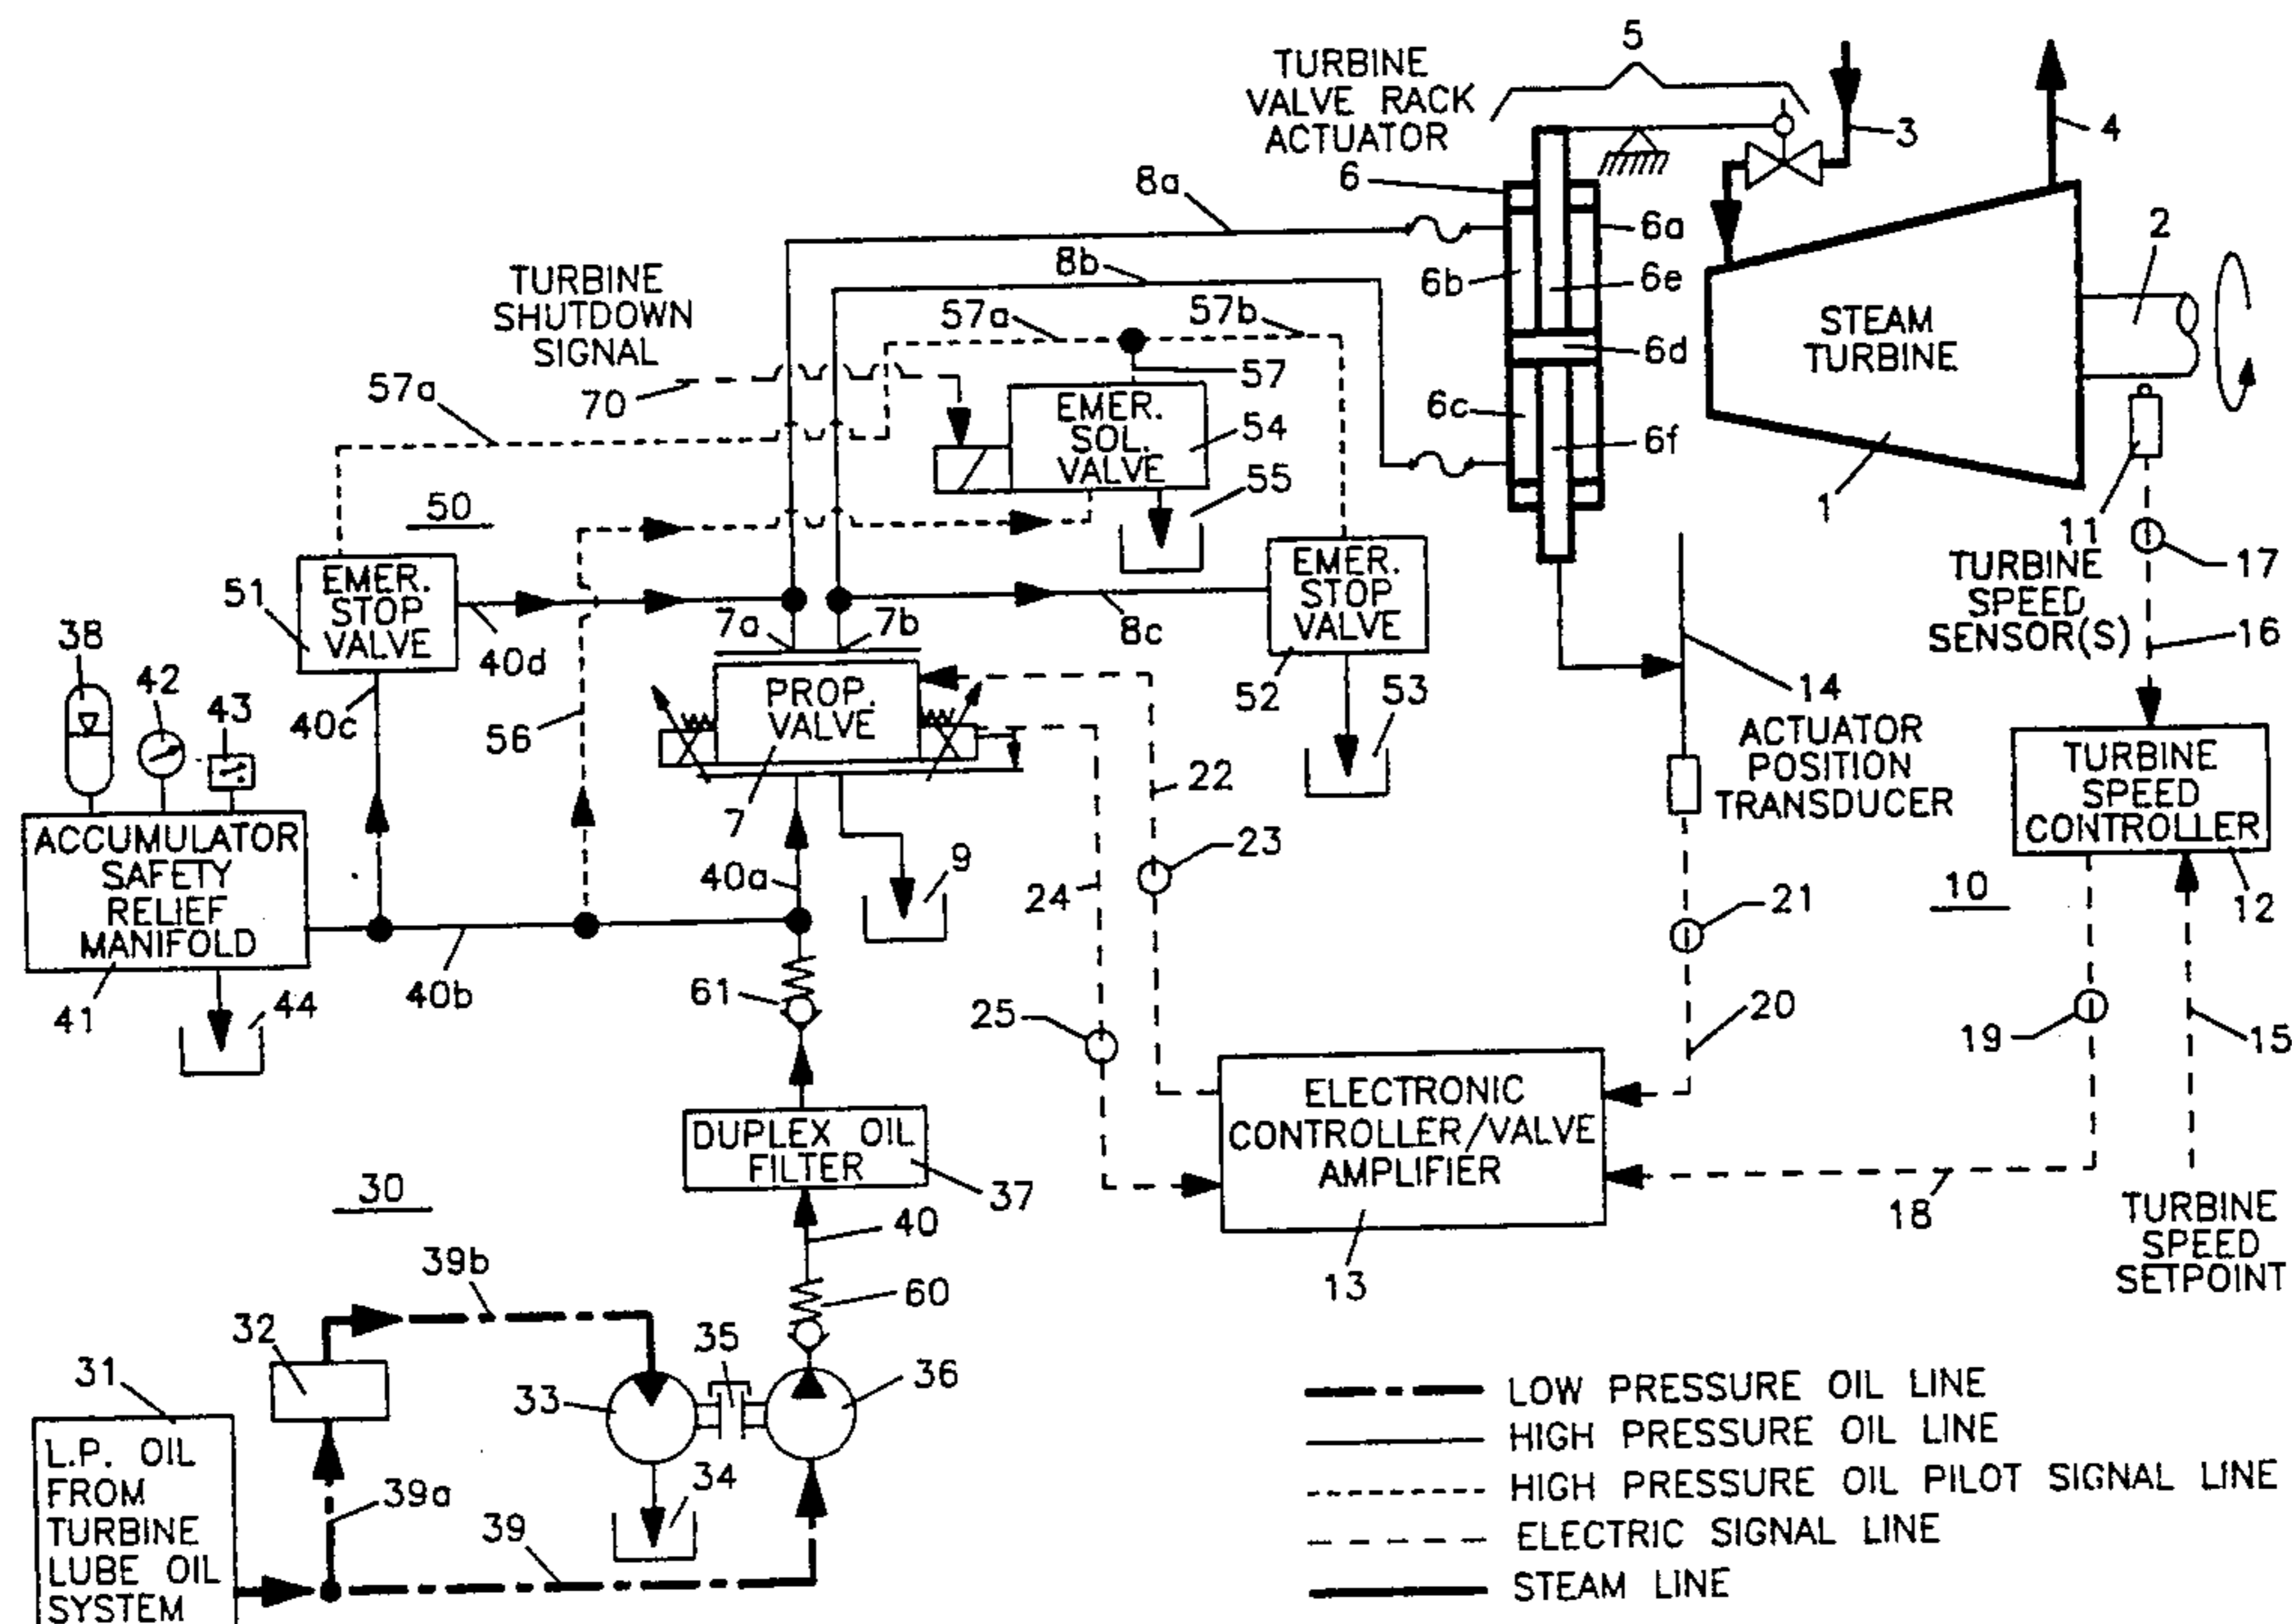 5
TURBINE
VALVE RACK
ACTUATOR
3
4
6
8a
6a
2
TURBINE
SHUTDOWN
SIGNAL
8b
6b
6e
57a
57b
STEAM
TURBINE
6d
57a
70
57
EMER.
SOL.
VALVE
54
6c
6f
50
55
1
11
TURBINE
SPEED
SENSOR(S)
17
51
EMER.
STOP
VALVE
EMER.
STOP
VALVE
7a
7b
8c
16
38
42
43
40d
40c
56
PROP.
VALVE
52
53
14
ACTUATOR
POSITION
TRANSDUCER
TURBINE
SPEED
CONTROLLER
22
7
ACCUMULATOR
SAFETY
RELIEF
MANIFOLD
40a
9
23
24
21
10
12
41
44
40b
61
25
20
19
15
DUPLEX OIL
FILTER
37
ELECTRONIC
CONTROLLER/VALVE
AMPLIFIER
13
18
TURBINE
SPEED
SETPOINT
30
40
39b
60
32
35
31
33
36
L.P. OIL
FROM
TURBINE
LUBE OIL
SYSTEM
39a
34
39
LOW PRESSURE OIL LINE
HIGH PRESSURE OIL LINE
HIGH PRESSURE OIL PILOT SIGNAL LINE
ELECTRIC SIGNAL LINE
STEAM LINE